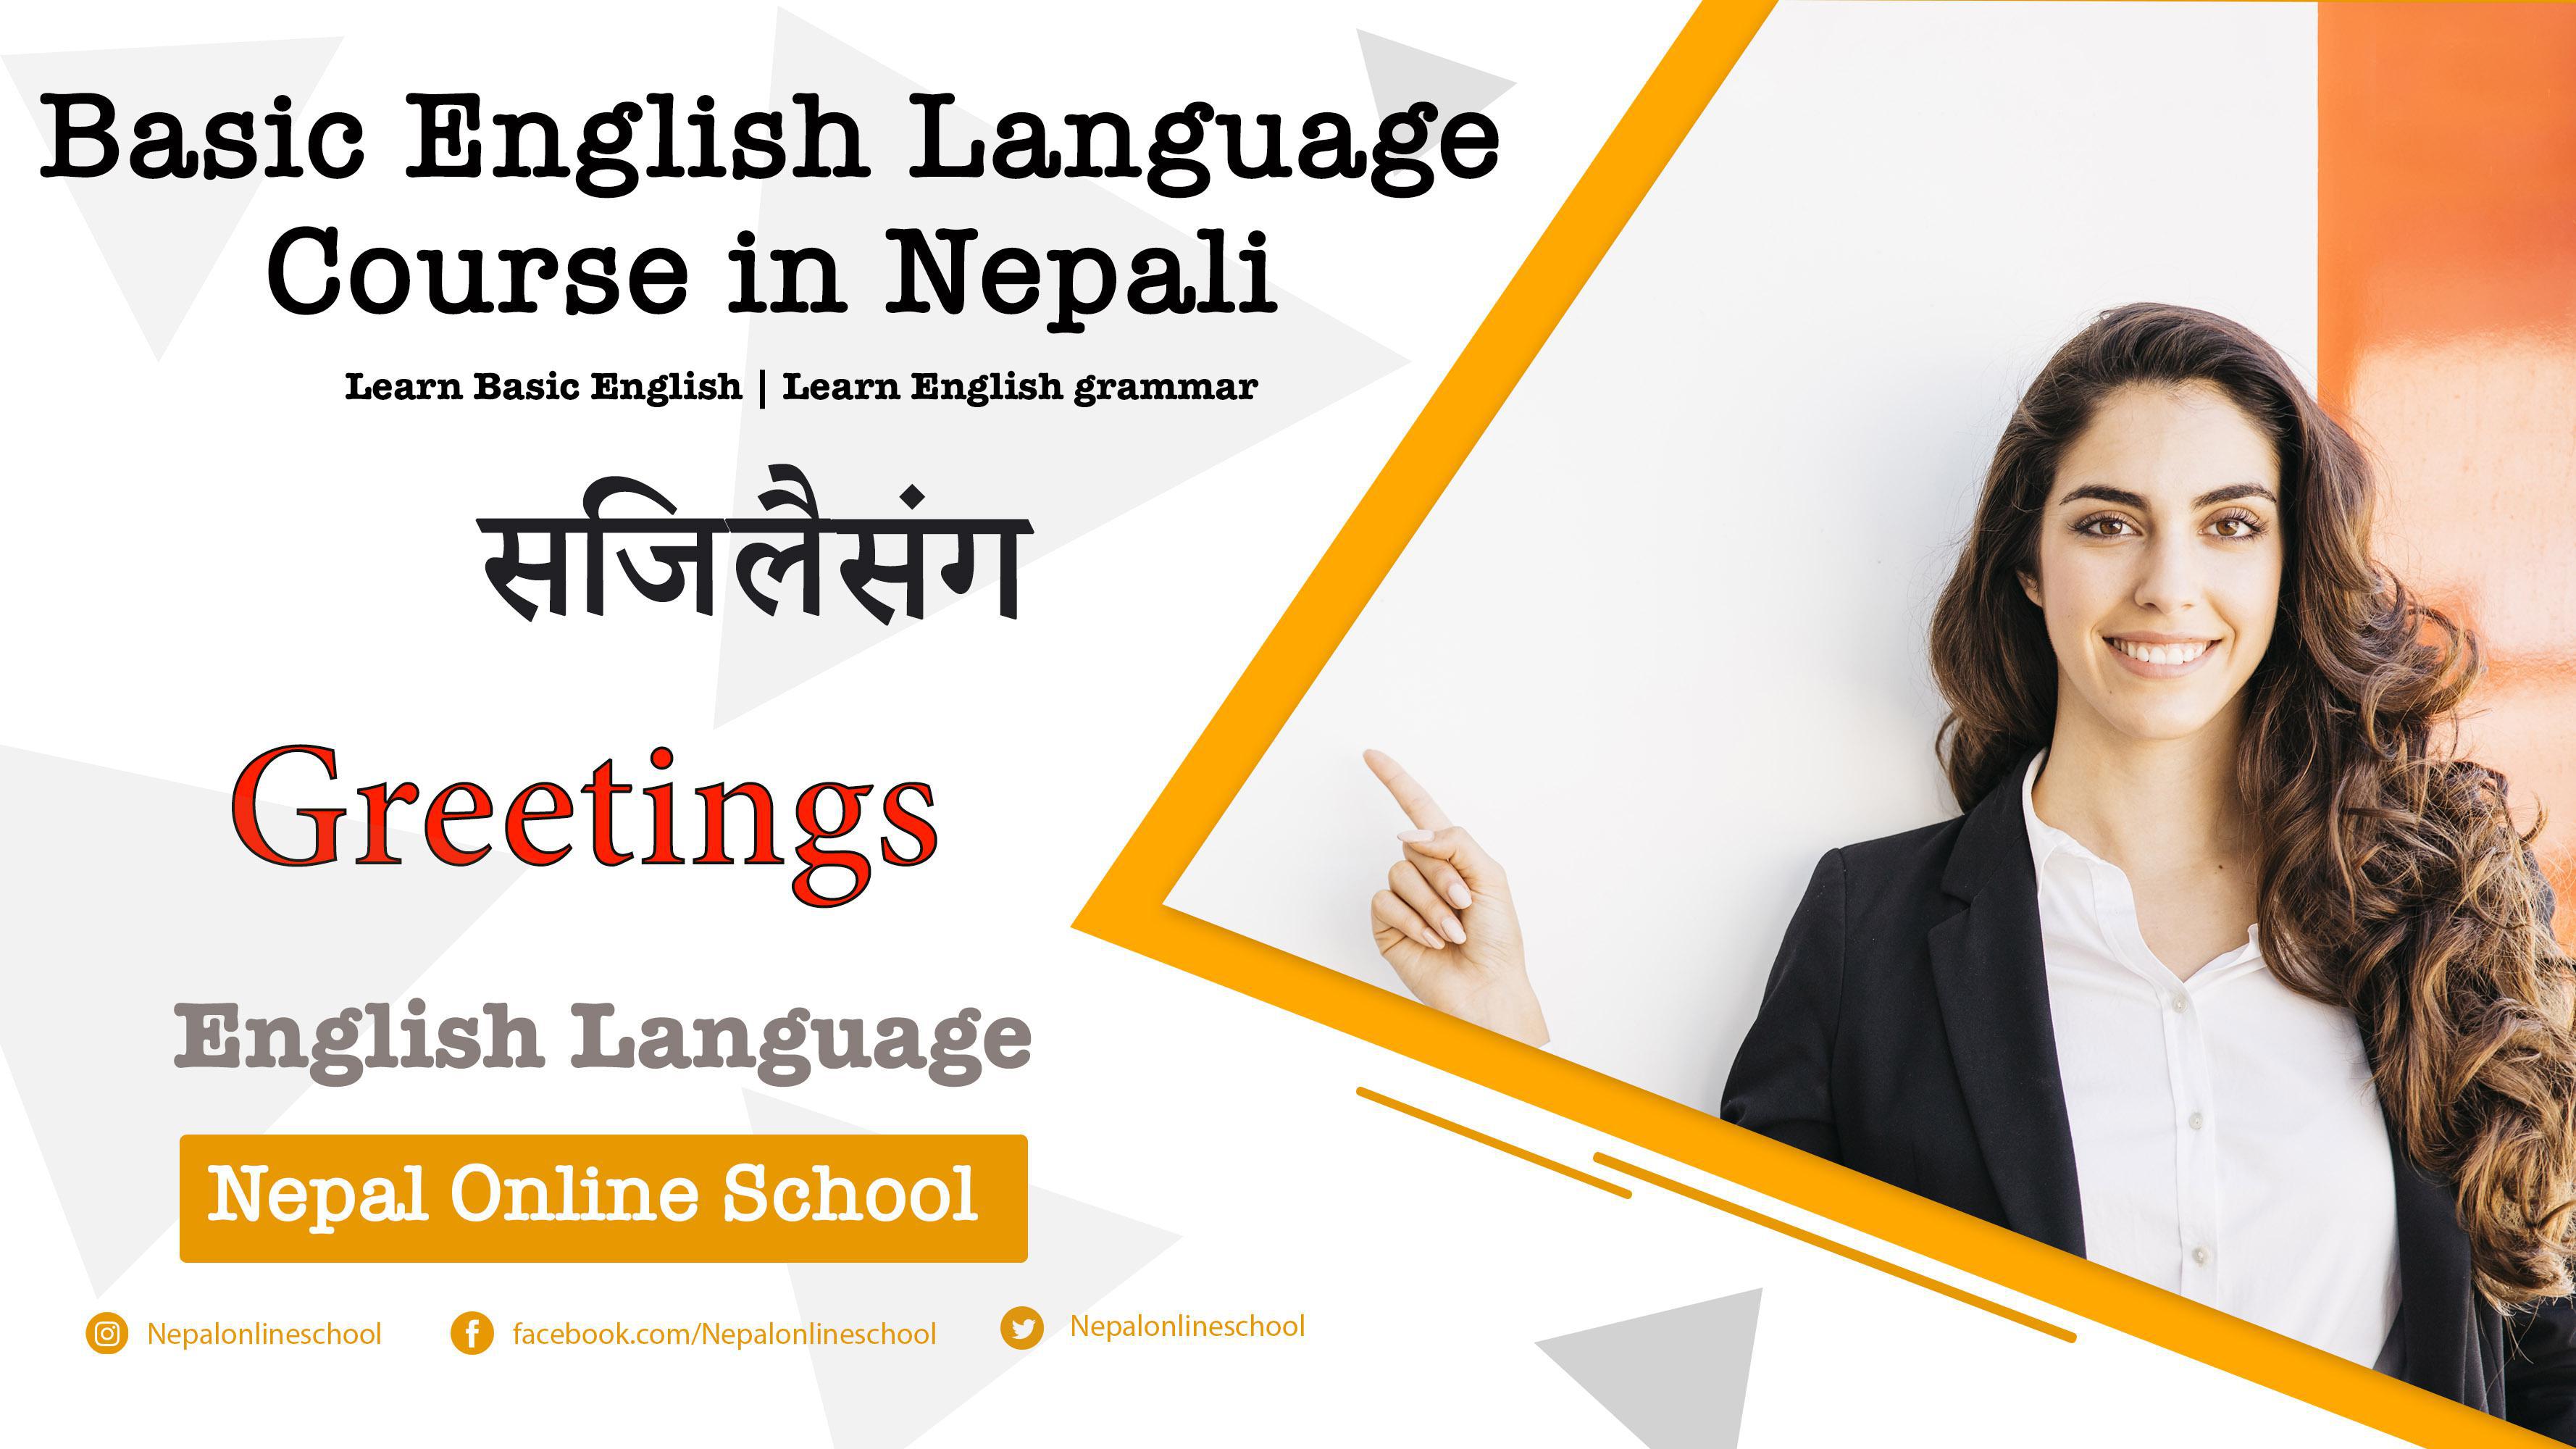 Basic English Language
Course in Nepali
Learn Basic English | Learn English grammar
सजिलैसंग
Greetings
English Language
Nepal Online School
Nepalonlineschool
facebook.com/Nepalonlineschool
Nepalonlineschool